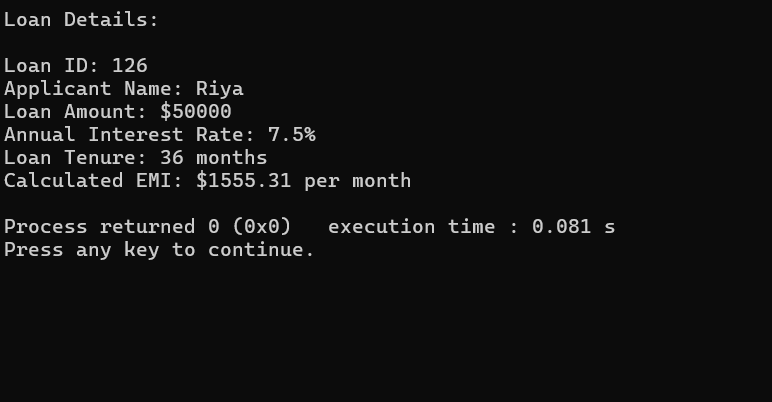 Loan Details:
Loan ID: 126
Applicant Name: Riya
Loan Amount: $50000
Annual Interest Rate: 7.5%
Loan Tenure: 36 months
Calculated EMI: $1555.31 per month
Process returned 0 (0x0)   execution time : 0.081 s
Press any key to continue.